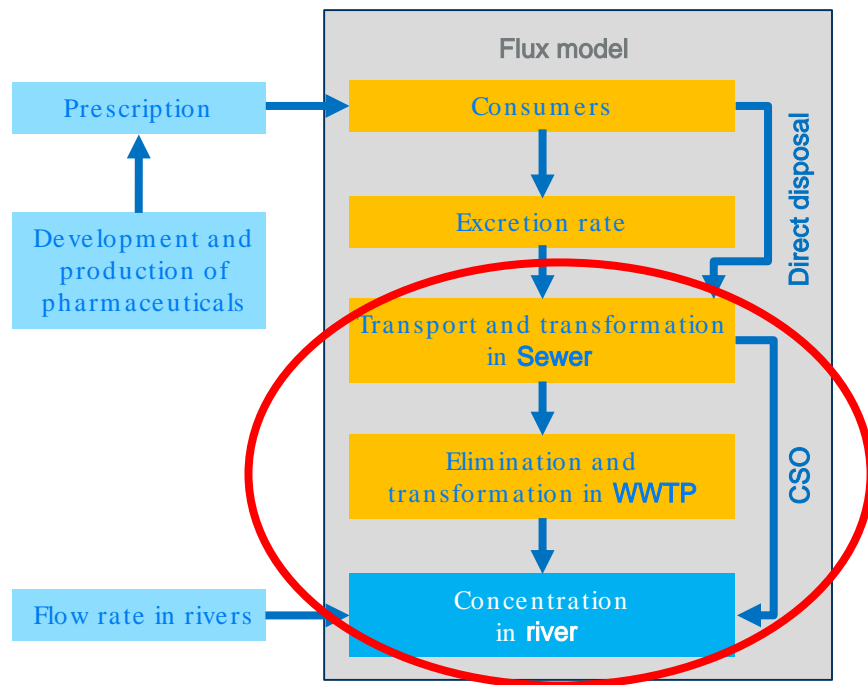 Flux model
Prescription
Consumers
Direct disposal
Development and
production of
pharmaceuticals
Excretion rate
Transport and transformation
in Sewer
CSO
Elimination and
transformation in WWTP
Flow rate in rivers
Concentration
in river